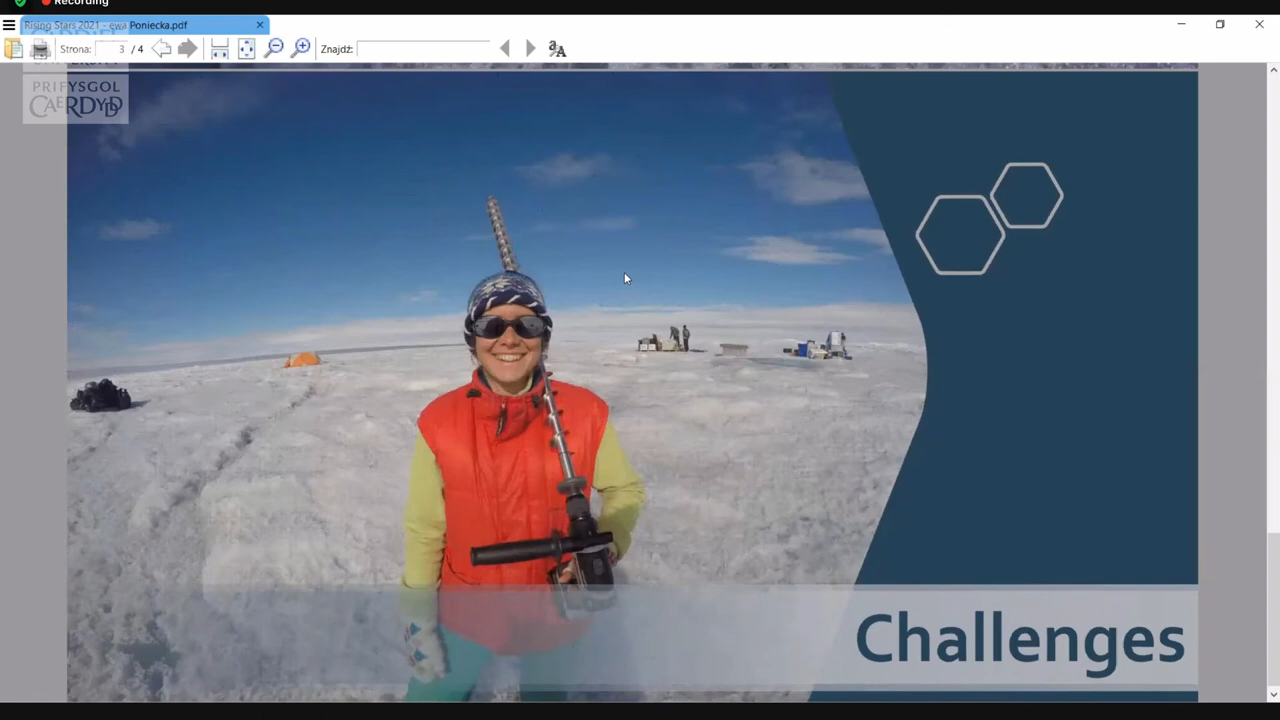 Recording
Rising Stars 2021 - ewa Poniecka.pdf
Strona: 3 / 4
Znajdź:
PRIFYSGOL
CAERDYDD
Challenges